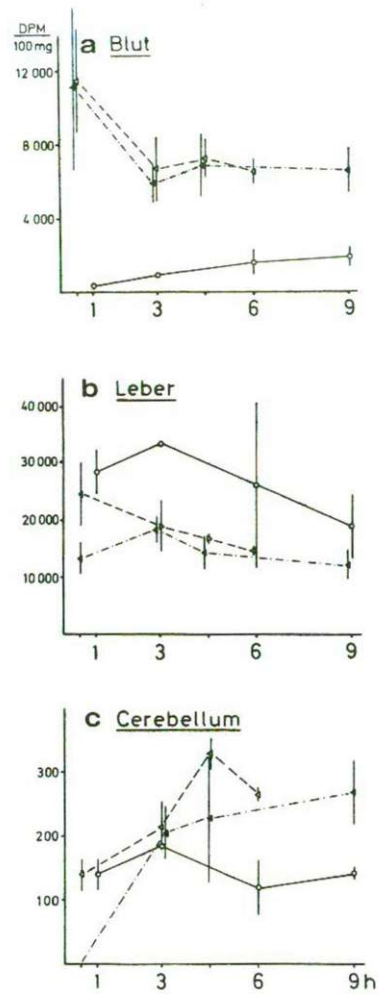 DPM
100 mg
a Blut
12 000
8 000
4 000
1 3 6 9
b Leber
40 000
30 000
20 000
10 000
1 3 6 9
c Cerebellum
300
200
100
1 3 6 9 h